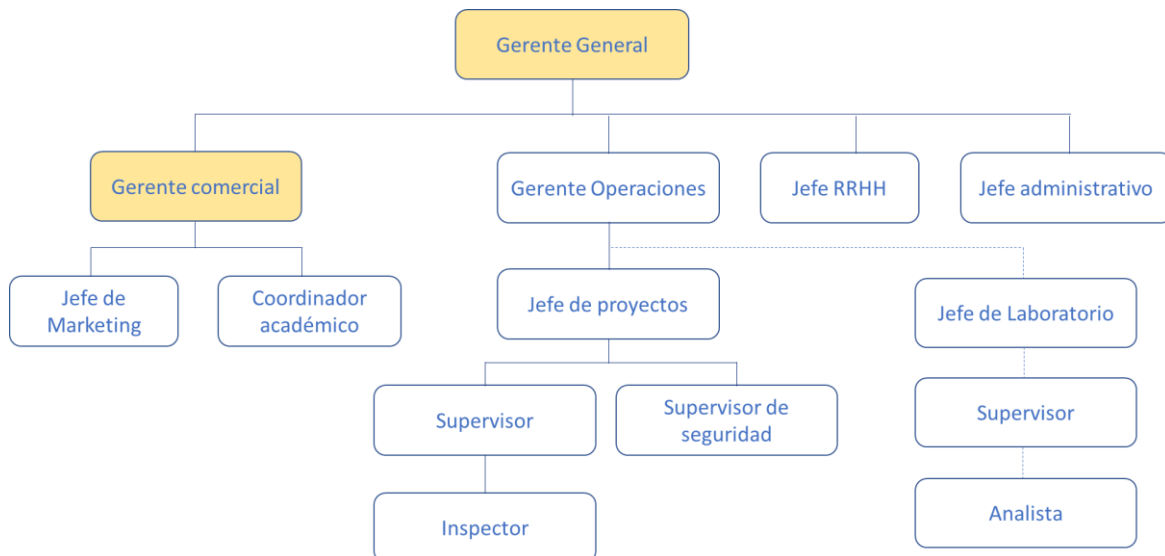 Gerente General
Gerente comercial
Gerente Operaciones
Jefe RRHH
Jefe administrativo
Jefe de
Marketing
Coordinador
académico
Jefe de proyectos
Jefe de Laboratorio
Supervisor
Supervisor de
seguridad
Supervisor
Inspector
Analista